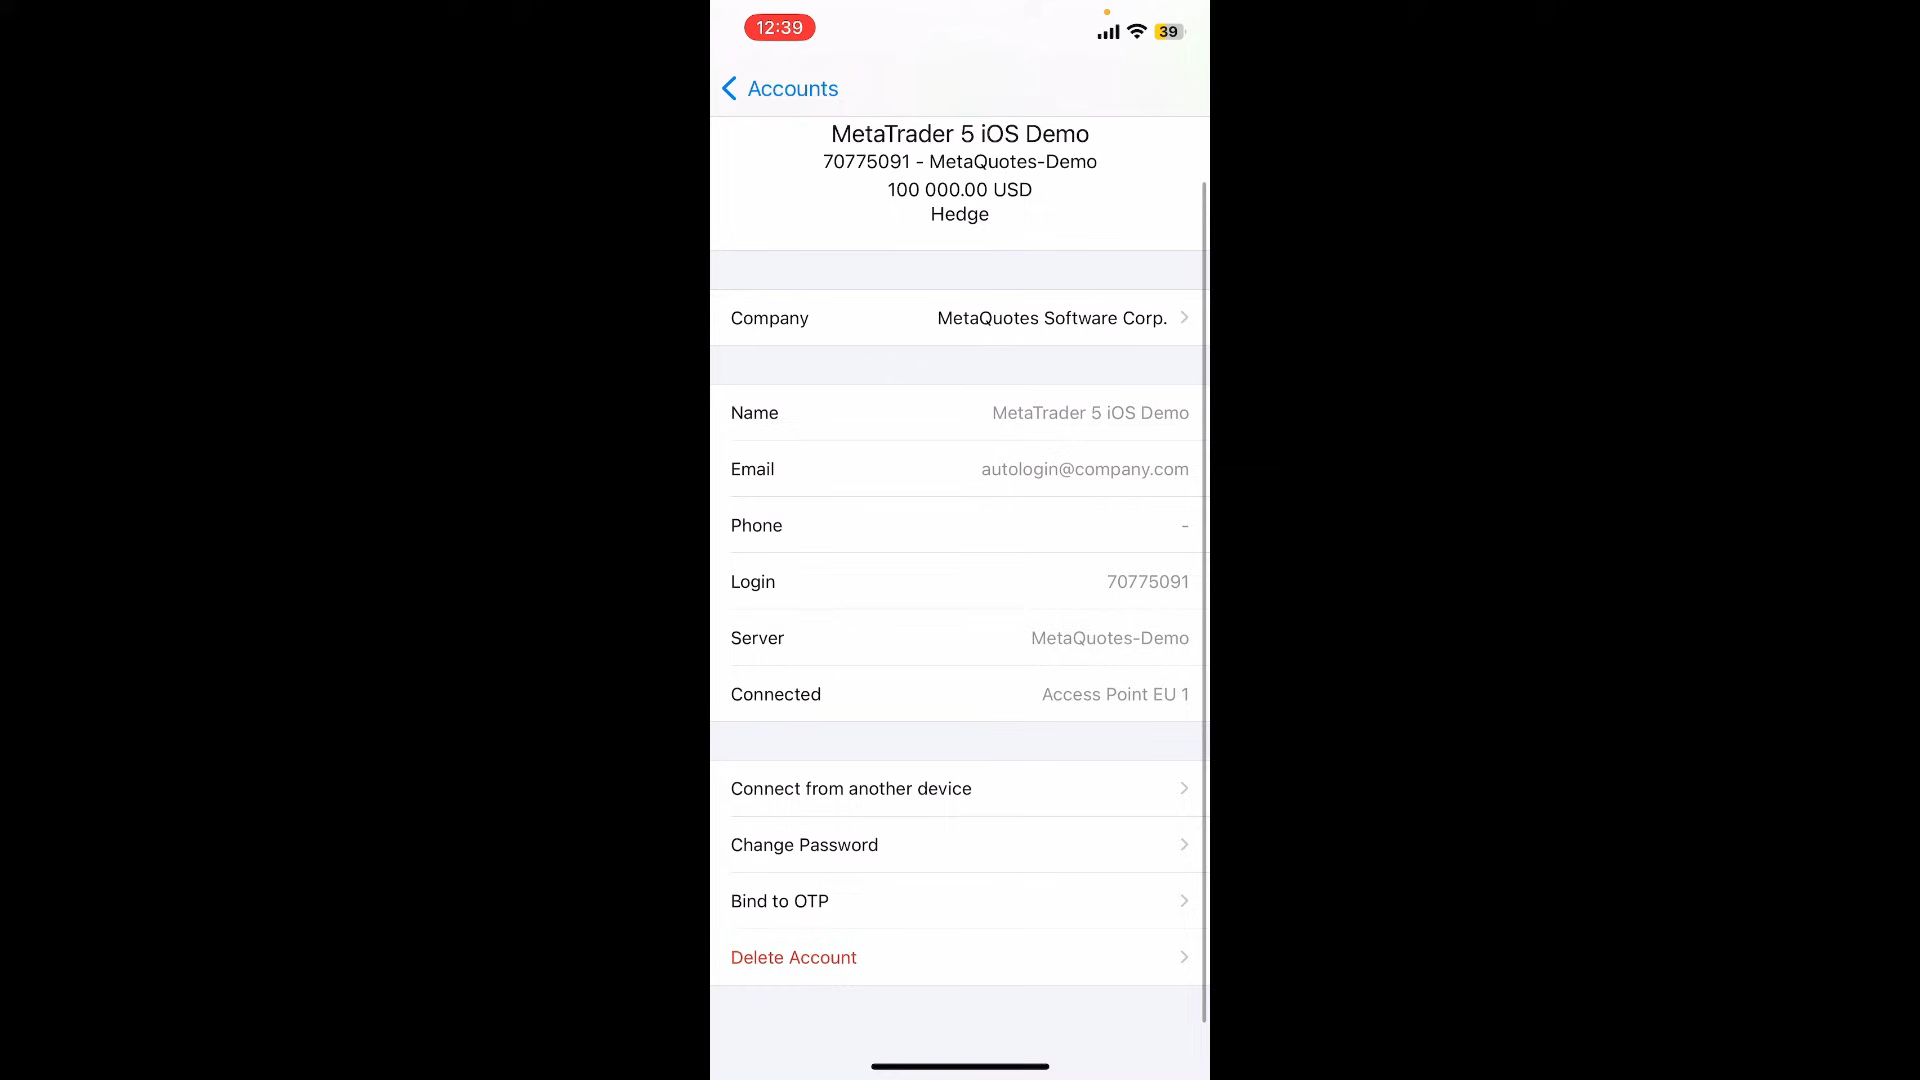 12:39
39
Accounts
MetaTrader 5 iOS Demo
70775091 - MetaQuotes-Demo
100 000.00 USD
Hedge
Company MetaQuotes Software Corp.
Name MetaTrader 5 iOS Demo
Email autologin@company.com
Phone -
Login 70775091
Server MetaQuotes-Demo
Connected Access Point EU 1
Connect from another device
Change Password
Bind to OTP
Delete Account